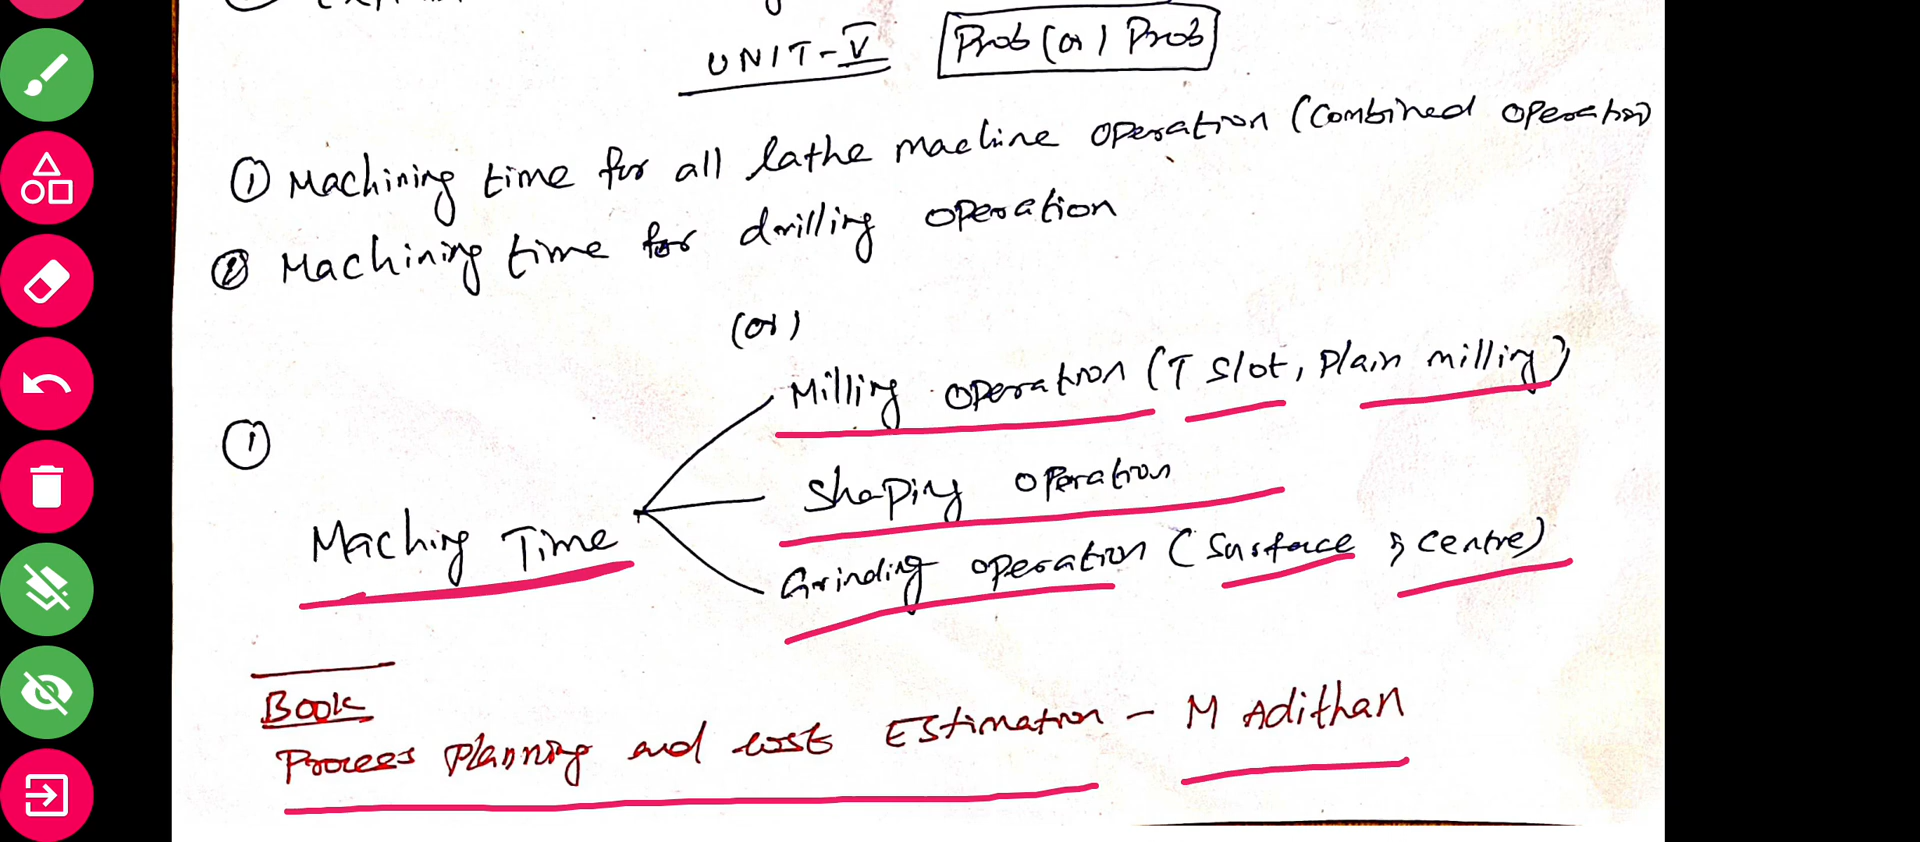 UNIT-V Prob (or) Prob
① Machining time for all lathe machine operation (Combined operation
② Machining time for drilling operation
(or)
Milling operation (T slot, Plain milling)
①
Shaping operation
Maching Time
Grinding operation (Surface & centre)
Book
Process Planning and cost Estimation - M Adithan